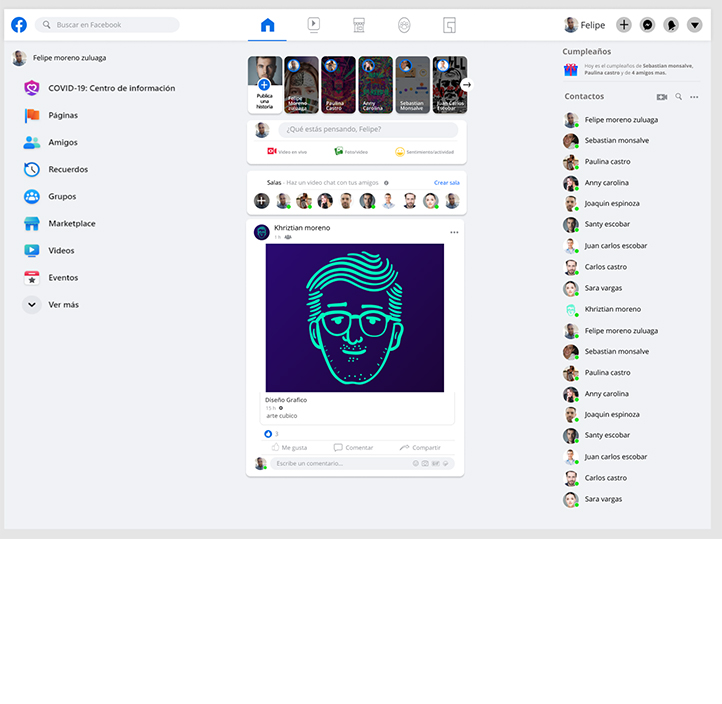 Buscar en Facebook
Felipe
Felipe moreno zuluaga
COVID-19: Centro de información
Páginas
Amigos
Recuerdos
Grupos
Marketplace
Videos
Eventos
Ver más
Publica
una
historia
Felipe
Moreno
zuluaga
Paulina
Castro
Anny
Carolina
Sebastian
Monsalve
Juan Carlos
Escobar
¿Qué estás pensando, Felipe?
Video en vivo
Foto/video
Sentimiento/actividad
Salas - Haz un video chat con tus amigos
Crear sala
Khriztian moreno
1 h
Diseño Grafico
15 h
arte cubico
3
Me gusta
Comentar
Compartir
Escribe un comentario...
GIF
Cumpleaños
Hoy es el cumpleaños de Sebastian monsalve,
Paulina castro y de 4 amigos mas.
Contactos
Felipe moreno zuluaga
Sebastian monsalve
Paulina castro
Anny carolina
Joaquin espinoza
Santy escobar
Juan carlos escobar
Carlos castro
Sara vargas
Khriztian moreno
Felipe moreno zuluaga
Sebastian monsalve
Paulina castro
Anny carolina
Joaquin espinoza
Santy escobar
Juan carlos escobar
Carlos castro
Sara vargas